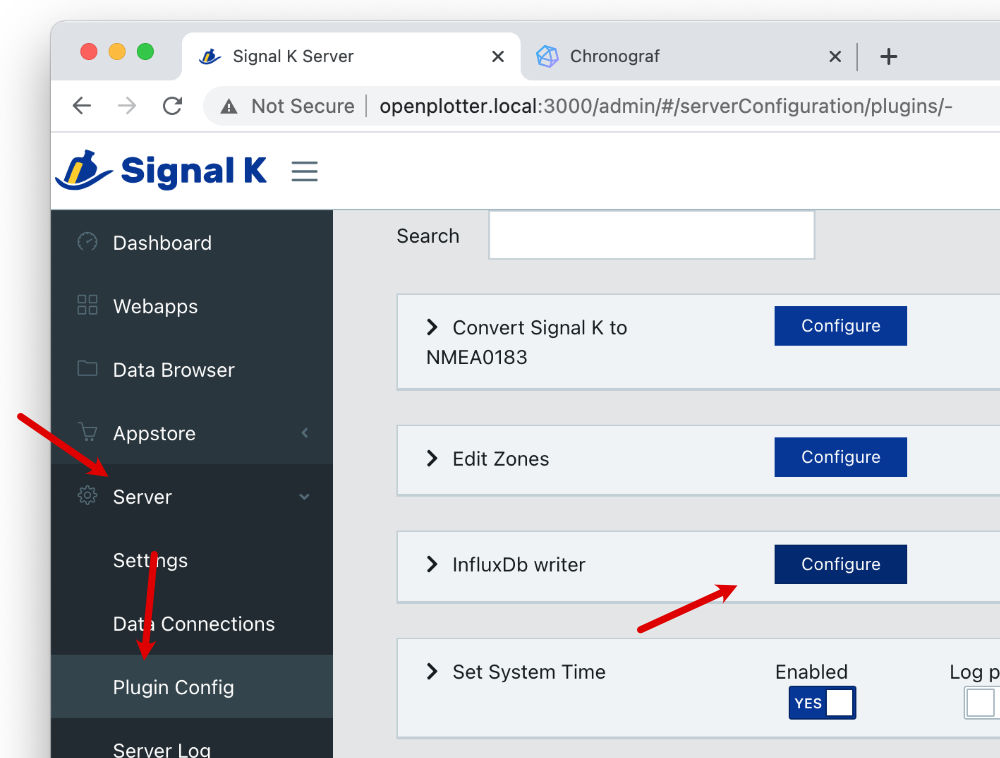 Signal K Server
Chronograf
Not Secure
openplotter.local:3000/admin/#/serverConfiguration/plugins/-
Signal K
Dashboard
Webapps
Data Browser
Appstore
Server
Settings
Data Connections
Plugin Config
Server Log
Search
Convert Signal K to
NMEA0183
Configure
Edit Zones
Configure
InfluxDb writer
Configure
Set System Time
Enabled
Log p
YES